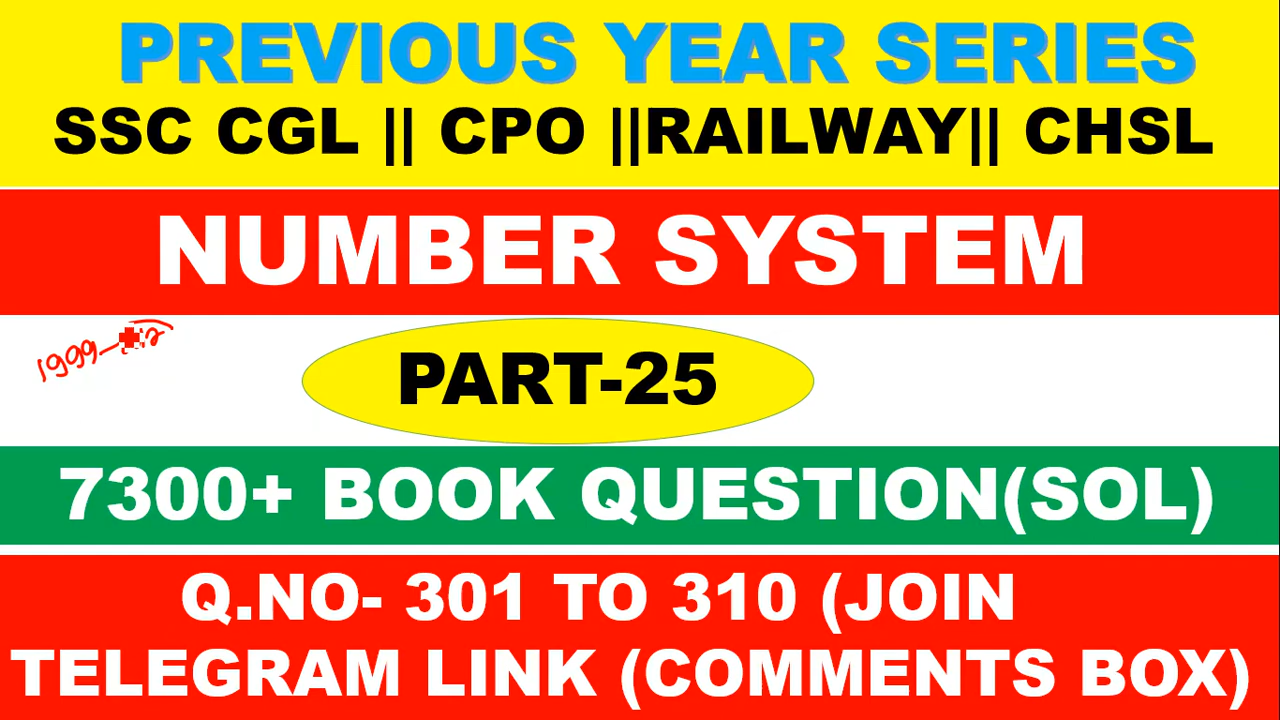 PREVIOUS YEAR SERIES
SSC CGL || CPO ||RAILWAY|| CHSL
NUMBER SYSTEM
1999-
PART-25
7300+ BOOK QUESTION(SOL)
Q.NO- 301 TO 310 (JOIN
TELEGRAM LINK (COMMENTS BOX)